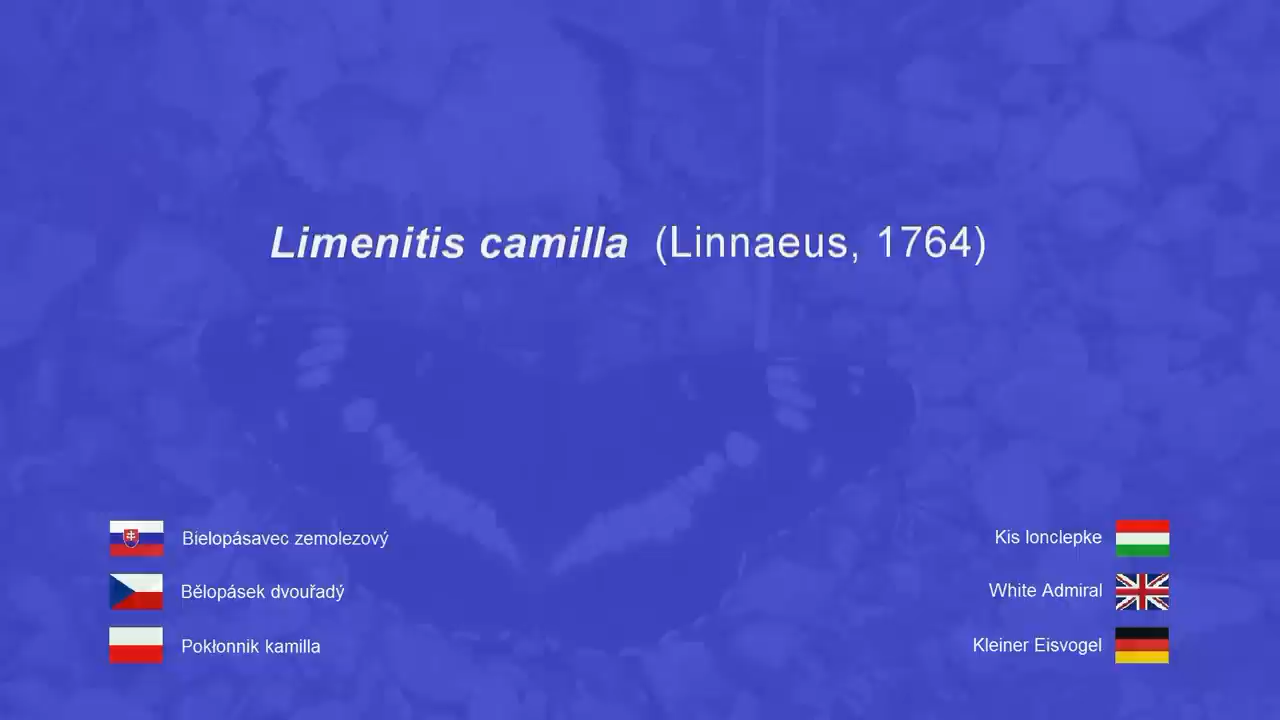 Limenitis camilla (Linnaeus, 1764)
Bielopásavec zemolezový
Bělopásek dvouřadý
Pokłonnik kamilla
Kis lonclepke
White Admiral
Kleiner Eisvogel